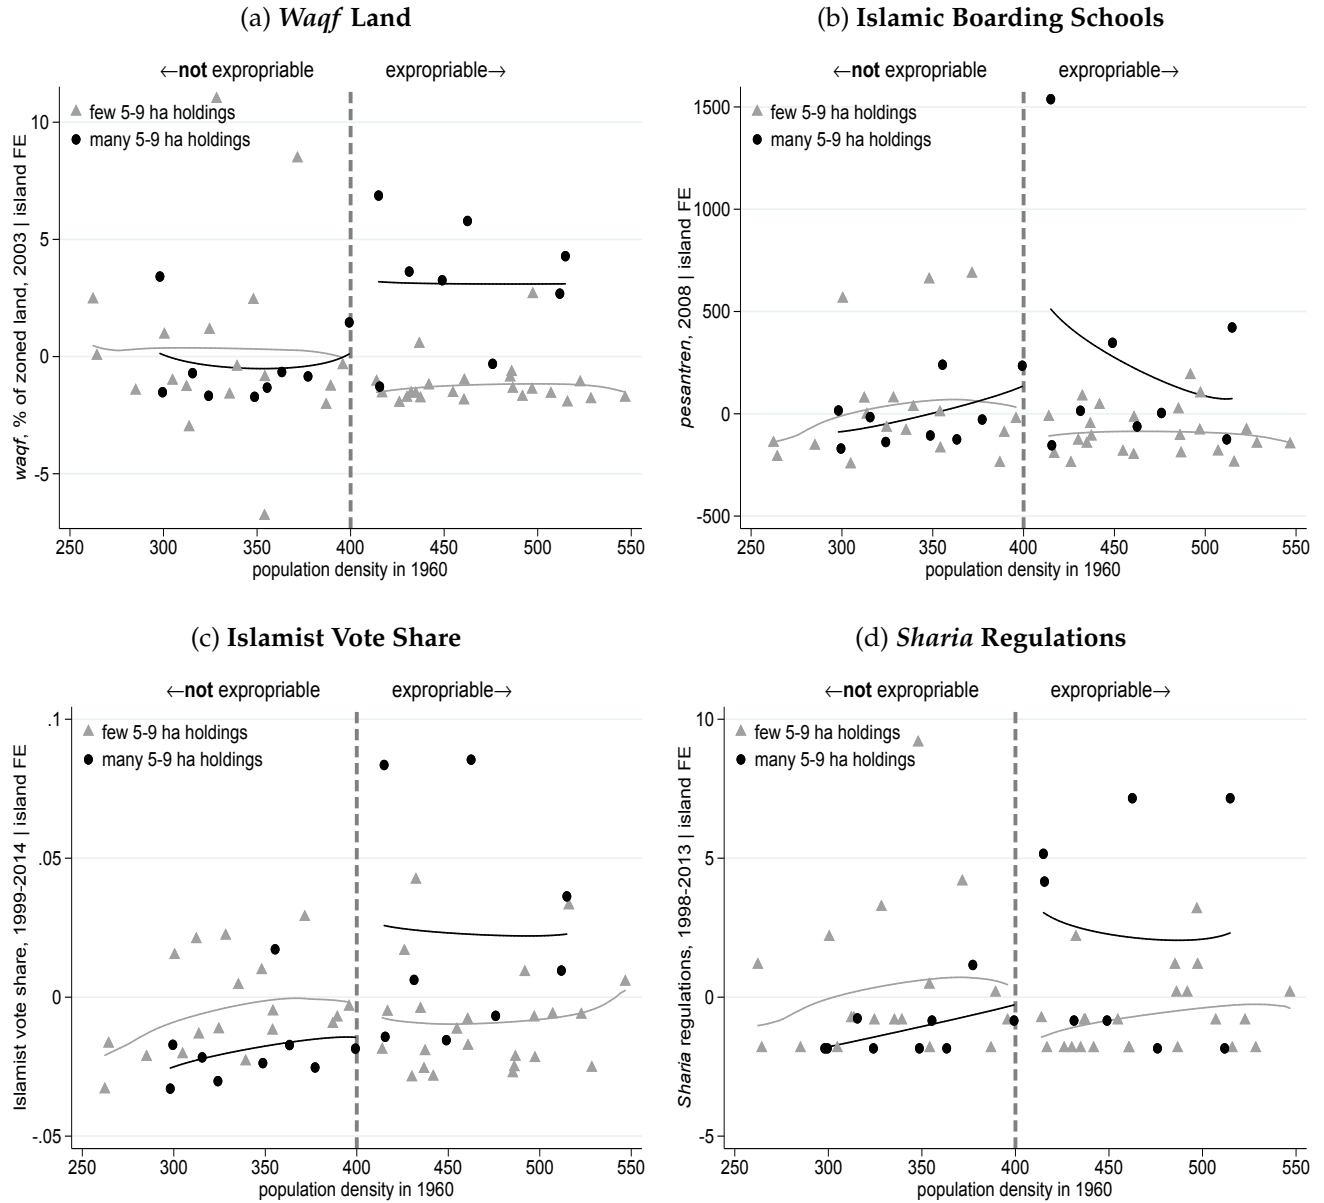 (a) Waqf Land
←not expropriable
expropriable→
few 5-9 ha holdings
many 5-9 ha holdings
waqf, % of zoned land, 2003 | island FE
10
5
0
-5
250 300 350 400 450 500 550
population density in 1960
(b) Islamic Boarding Schools
←not expropriable
expropriable→
few 5-9 ha holdings
many 5-9 ha holdings
pesantren, 2008 | island FE
1500
1000
500
0
-500
250 300 350 400 450 500 550
population density in 1960
(c) Islamist Vote Share
←not expropriable
expropriable→
few 5-9 ha holdings
many 5-9 ha holdings
Islamist vote share, 1999-2014 | island FE
.1
.05
0
-.05
250 300 350 400 450 500 550
population density in 1960
(d) Sharia Regulations
←not expropriable
expropriable→
few 5-9 ha holdings
many 5-9 ha holdings
Sharia regulations, 1998-2013 | island FE
10
5
0
-5
250 300 350 400 450 500 550
population density in 1960